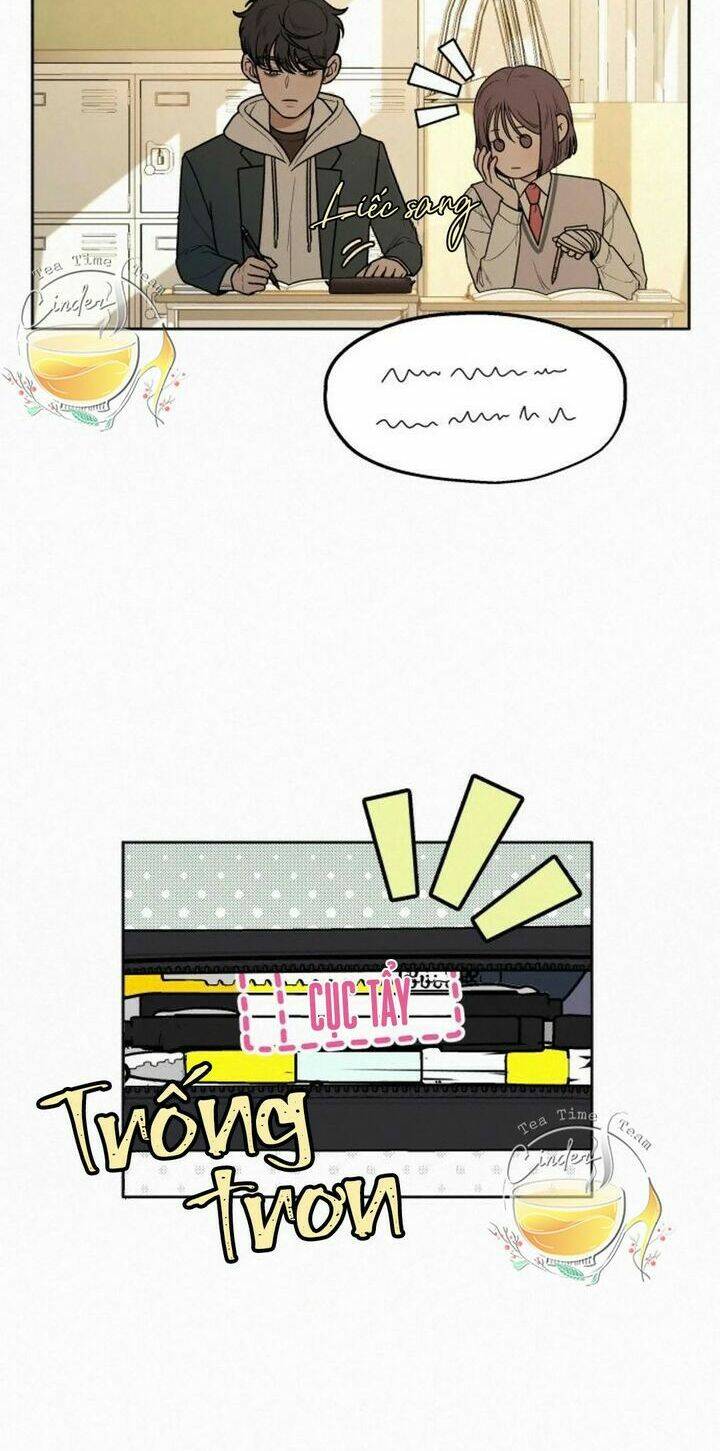 Liếc sang
Tea Time Team
Cinder
CỤC TẨY
Trống
trơn
Tea Time Team
Cinder